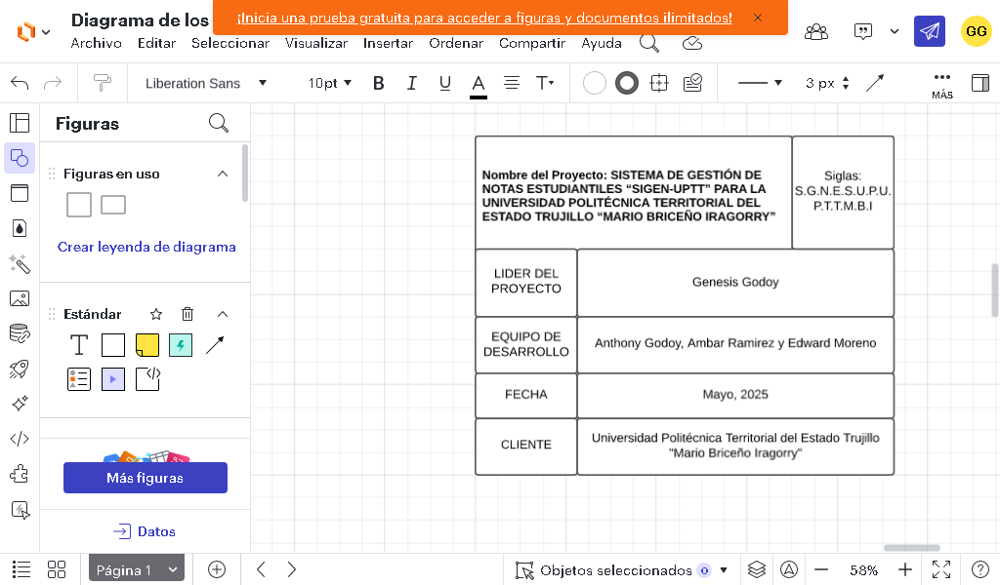 Diagrama de los
¡Inicia una prueba gratuita para acceder a figuras y documentos ilimitados!
Archivo Editar Seleccionar Visualizar Insertar Ordenar Compartir Ayuda
GG
Liberation Sans 10pt B I U A T 3 px MÁS
Figuras
Figuras en uso
Crear leyenda de diagrama
Estándar
T
Más figuras
Datos
Nombre del Proyecto: SISTEMA DE GESTIÓN DE
NOTAS ESTUDIANTILES “SIGEN-UPTT” PARA LA
UNIVERSIDAD POLITÉCNICA TERRITORIAL DEL
ESTADO TRUJILLO “MARIO BRICEÑO IRAGORRY”
Siglas:
S.G.N.E.S.U.P.U.
P.T.T.M.B.I
LIDER DEL
PROYECTO
Genesis Godoy
EQUIPO DE
DESARROLLO
Anthony Godoy, Ambar Ramirez y Edward Moreno
FECHA
Mayo, 2025
CLIENTE
Universidad Politécnica Territorial del Estado Trujillo
"Mario Briceño Iragorry"
Página 1
Objetos seleccionados 0
58%